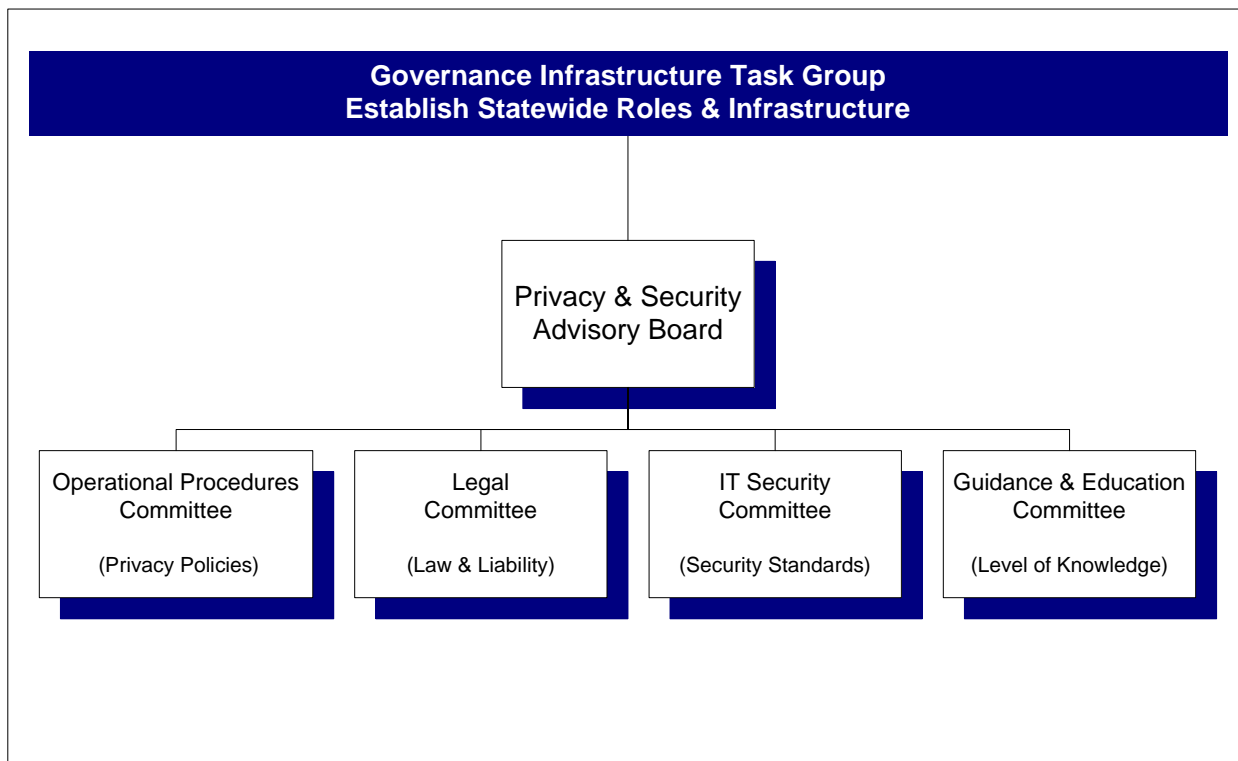 Governance Infrastructure Task Group
Establish Statewide Roles & Infrastructure
Privacy & Security
Advisory Board
Operational Procedures
Committee
(Privacy Policies)
Legal
Committee
(Law & Liability)
IT Security
Committee
(Security Standards)
Guidance & Education
Committee
(Level of Knowledge)